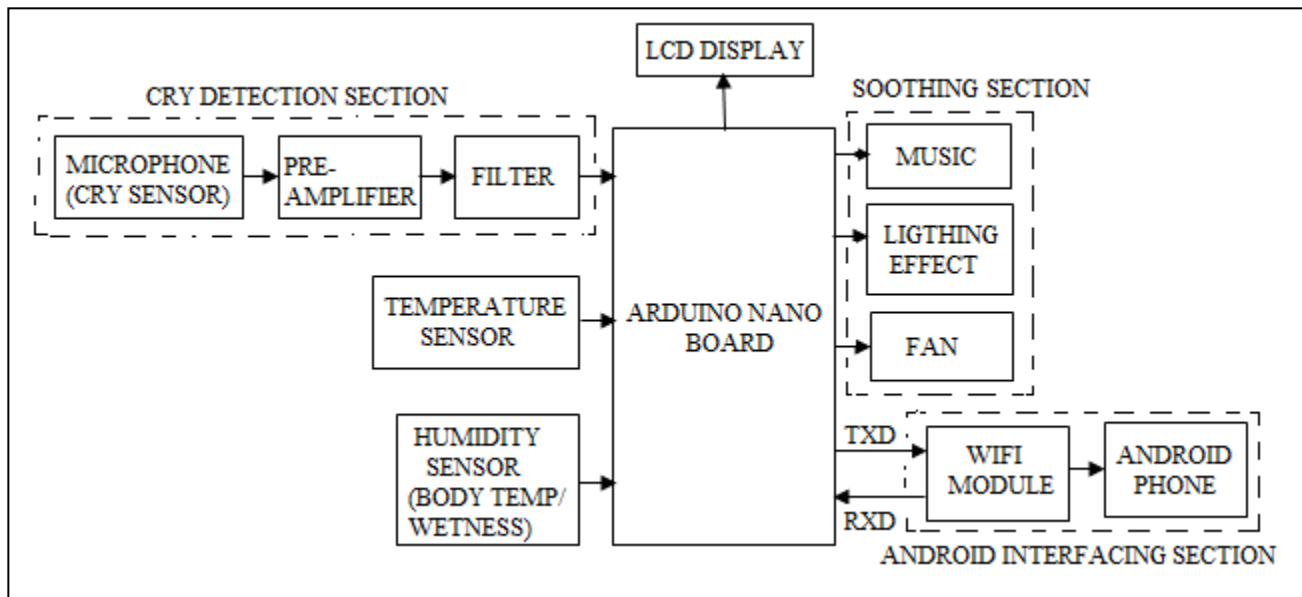 LCD DISPLAY
CRY DETECTION SECTION
SOOTHING SECTION
MICROPHONE
(CRY SENSOR)
PRE-
AMPLIFIER
FILTER
MUSIC
LIGTHING
EFFECT
TEMPERATURE
SENSOR
ARDUINO NANO
BOARD
FAN
HUMIDITY
SENSOR
(BODY TEMP/
WETNESS)
TXD
RXD
WIFI
MODULE
ANDROID
PHONE
ANDROID INTERFACING SECTION